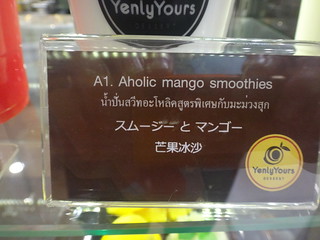 YenlyYours
DESSERT
A1. Aholic mango smoothies
น้ำปั่นสวีทอะโหลิคสูตรพิเศษกับมะม่วงสุก
スムージー と マンゴー
芒果冰沙
YenlyYours
DESSERT